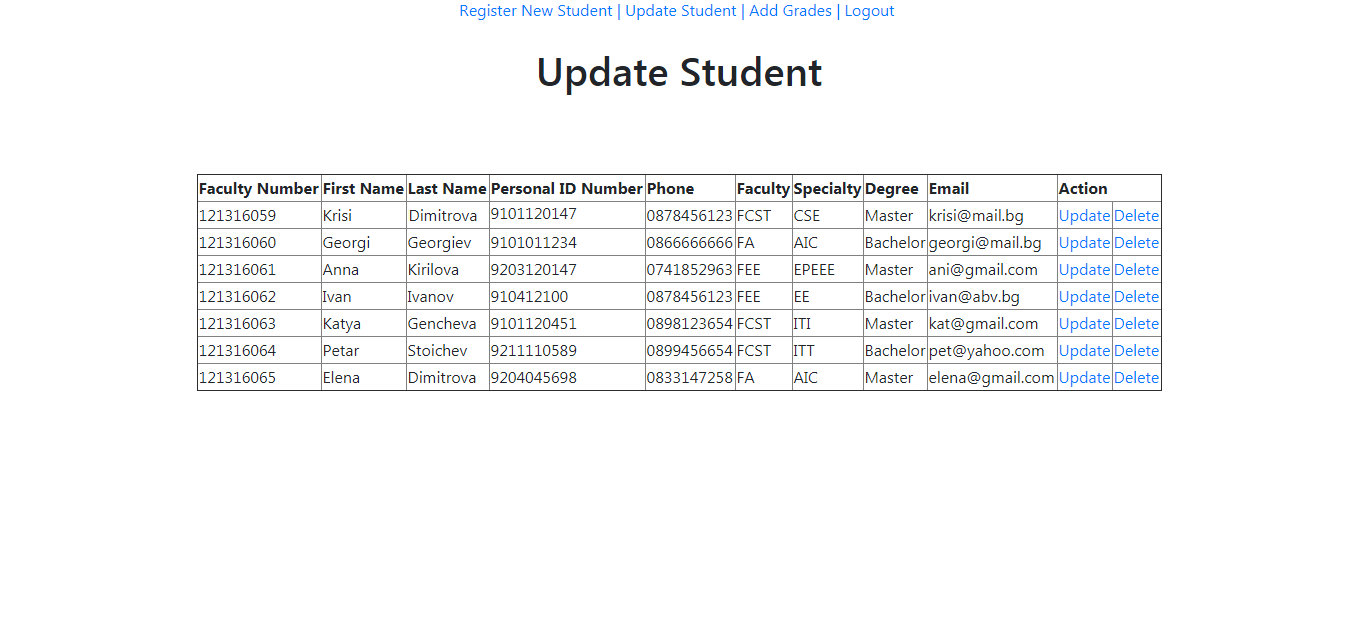 Register New Student | Update Student | Add Grades | Logout
Update Student
Faculty Number First Name Last Name Personal ID Number Phone Faculty Specialty Degree Email Action
121316059 Krisi Dimitrova 9101120147 0878456123 FCST CSE Master krisi@mail.bg Update Delete
121316060 Georgi Georgiev 9101011234 0866666666 FA AIC Bachelor georgi@mail.bg Update Delete
121316061 Anna Kirilova 9203120147 0741852963 FEE EPEEE Master ani@gmail.com Update Delete
121316062 Ivan Ivanov 910412100 0878456123 FEE EE Bachelor ivan@abv.bg Update Delete
121316063 Katya Gencheva 9101120451 0898123654 FCST ITI Master kat@gmail.com Update Delete
121316064 Petar Stoichev 9211110589 0899456654 FCST ITT Bachelor pet@yahoo.com Update Delete
121316065 Elena Dimitrova 9204045698 0833147258 FA AIC Master elena@gmail.com Update Delete